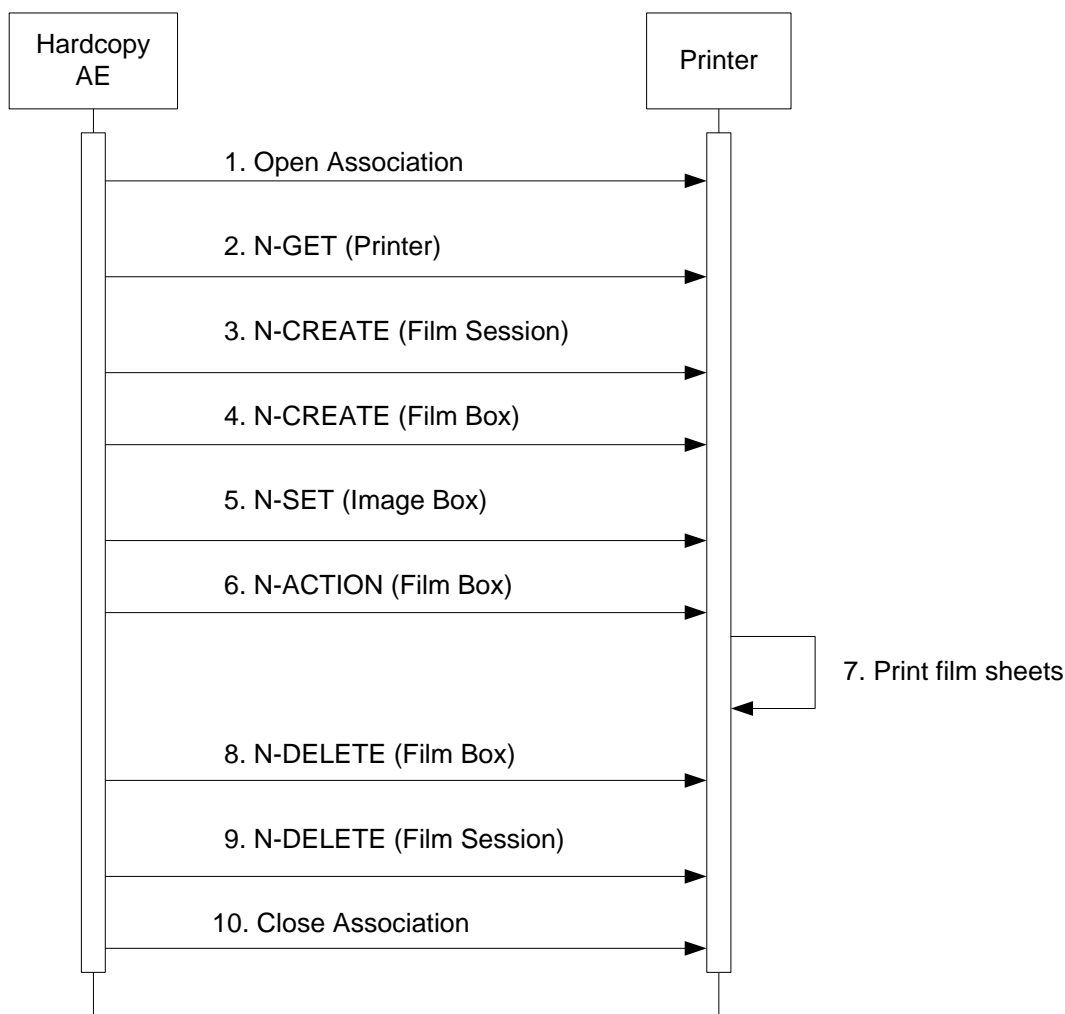 Hardcopy
AE
Printer
1. Open Association
2. N-GET (Printer)
3. N-CREATE (Film Session)
4. N-CREATE (Film Box)
5. N-SET (Image Box)
6. N-ACTION (Film Box)
7. Print film sheets
8. N-DELETE (Film Box)
9. N-DELETE (Film Session)
10. Close Association